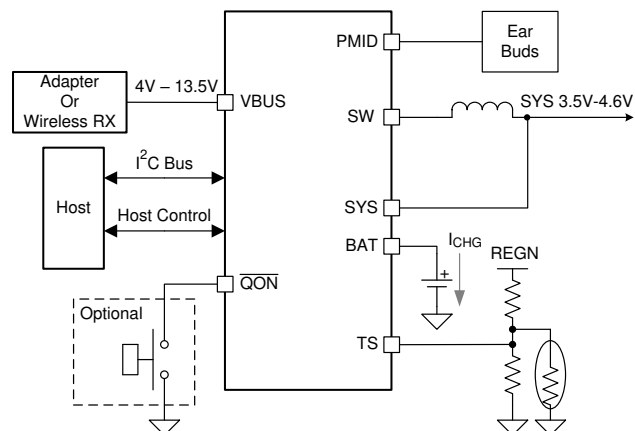 PMID
Ear
Buds
Adapter
Or
Wireless RX
4V – 13.5V
VBUS
SW
SYS 3.5V-4.6V
I²C Bus
Host
Host Control
SYS
BAT
I_CHG
+
REGN
QON
Optional
TS